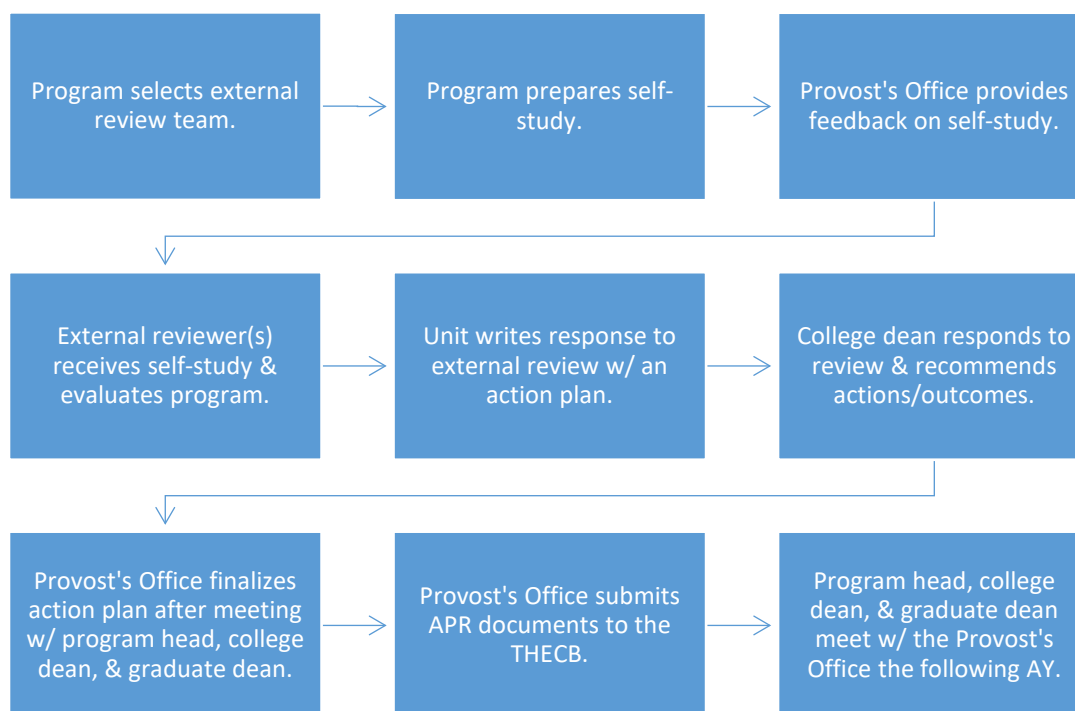 Program selects external
review team.
Program prepares self-
study.
Provost's Office provides
feedback on self-study.
External reviewer(s)
receives self-study &
evaluates program.
Unit writes response to
external review w/ an
action plan.
College dean responds to
review & recommends
actions/outcomes.
Provost's Office finalizes
action plan after meeting
w/ program head, college
dean, & graduate dean.
Provost's Office submits
APR documents to the
THECB.
Program head, college
dean, & graduate dean
meet w/ the Provost's
Office the following AY.